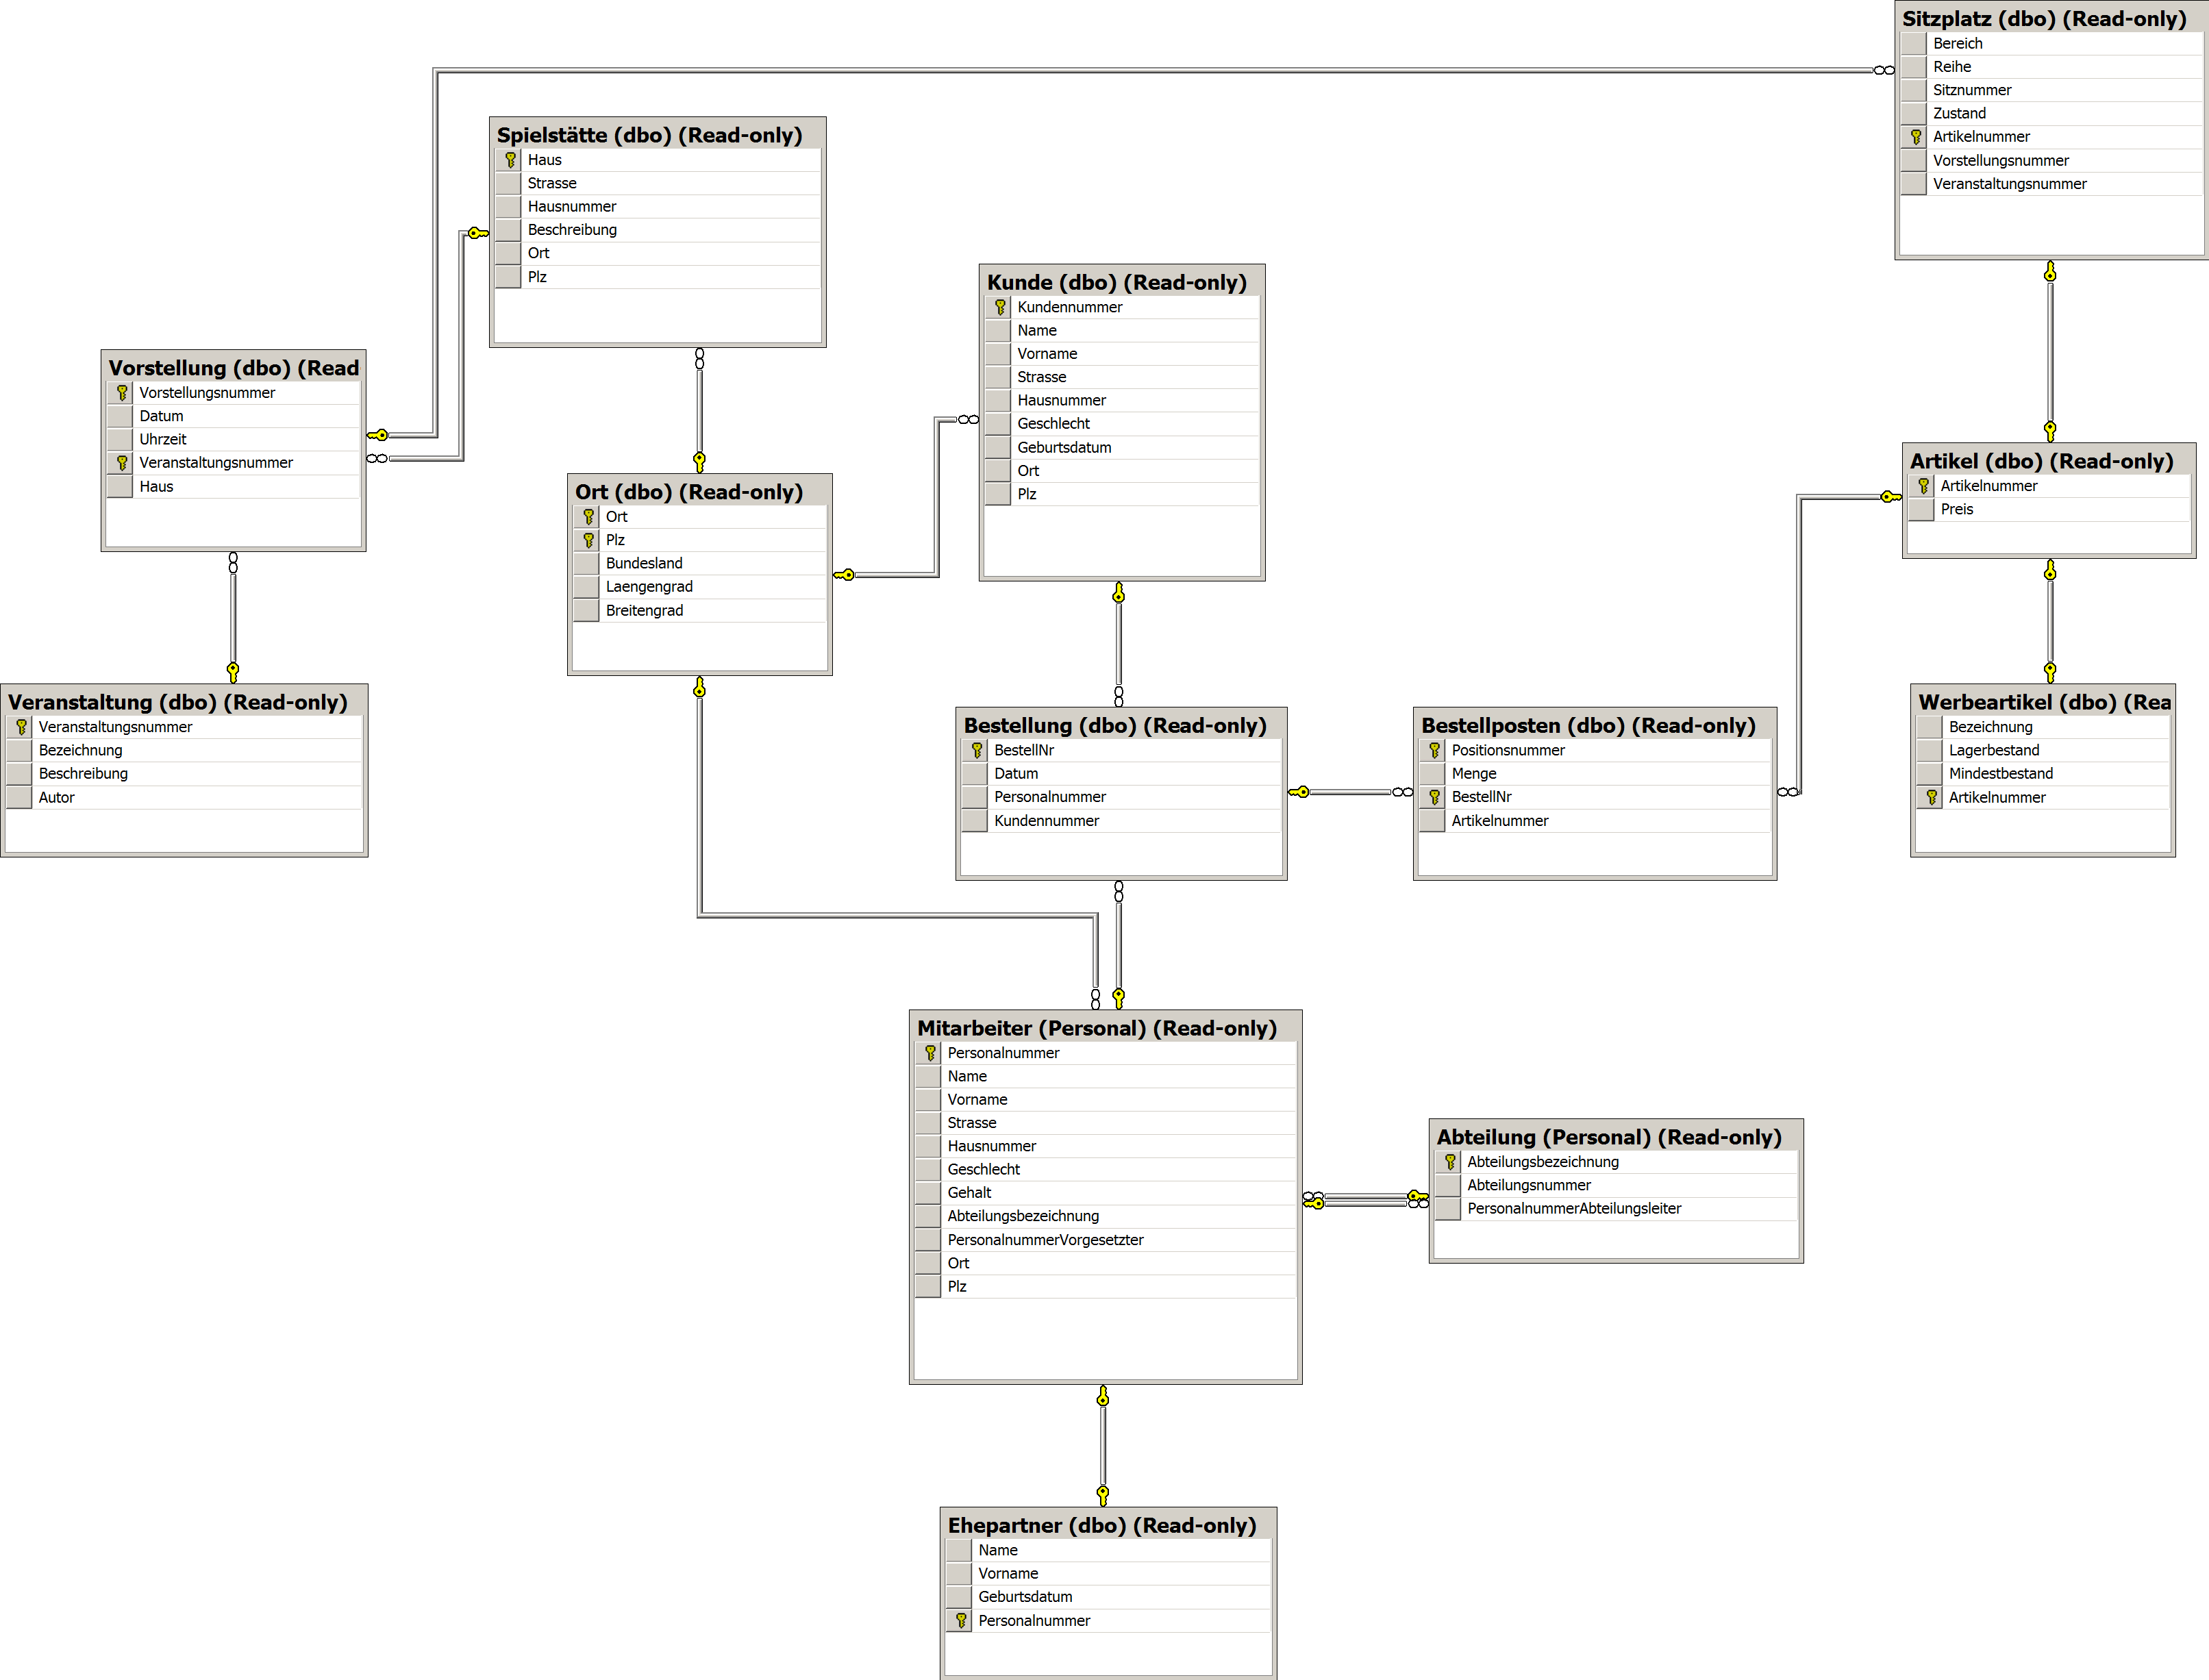 Sitzplatz (dbo) (Read-only)
Bereich
Reihe
Sitznummer
Zustand
Artikelnummer
Vorstellungsnummer
Veranstaltungsnummer
Spielstätte (dbo) (Read-only)
Haus
Strasse
Hausnummer
Beschreibung
Ort
Plz
Kunde (dbo) (Read-only)
Kundennummer
Name
Vorname
Strasse
Hausnummer
Geschlecht
Geburtsdatum
Ort
Plz
Vorstellung (dbo) (Read
Vorstellungsnummer
Datum
Uhrzeit
Veranstaltungsnummer
Haus
Ort (dbo) (Read-only)
Ort
Plz
Bundesland
Laengengrad
Breitengrad
Artikel (dbo) (Read-only)
Artikelnummer
Preis
Veranstaltung (dbo) (Read-only)
Veranstaltungsnummer
Bezeichnung
Beschreibung
Autor
Bestellung (dbo) (Read-only)
BestellNr
Datum
Personalnummer
Kundennummer
Bestellposten (dbo) (Read-only)
Positionsnummer
Menge
BestellNr
Artikelnummer
Werbeartikel (dbo) (Rea
Bezeichnung
Lagerbestand
Mindestbestand
Artikelnummer
Mitarbeiter (Personal) (Read-only)
Personalnummer
Name
Vorname
Strasse
Hausnummer
Geschlecht
Gehalt
Abteilungsbezeichnung
PersonalnummerVorgesetzter
Ort
Plz
Abteilung (Personal) (Read-only)
Abteilungsbezeichnung
Abteilungsnummer
PersonalnummerAbteilungsleiter
Ehepartner (dbo) (Read-only)
Name
Vorname
Geburtsdatum
Personalnummer